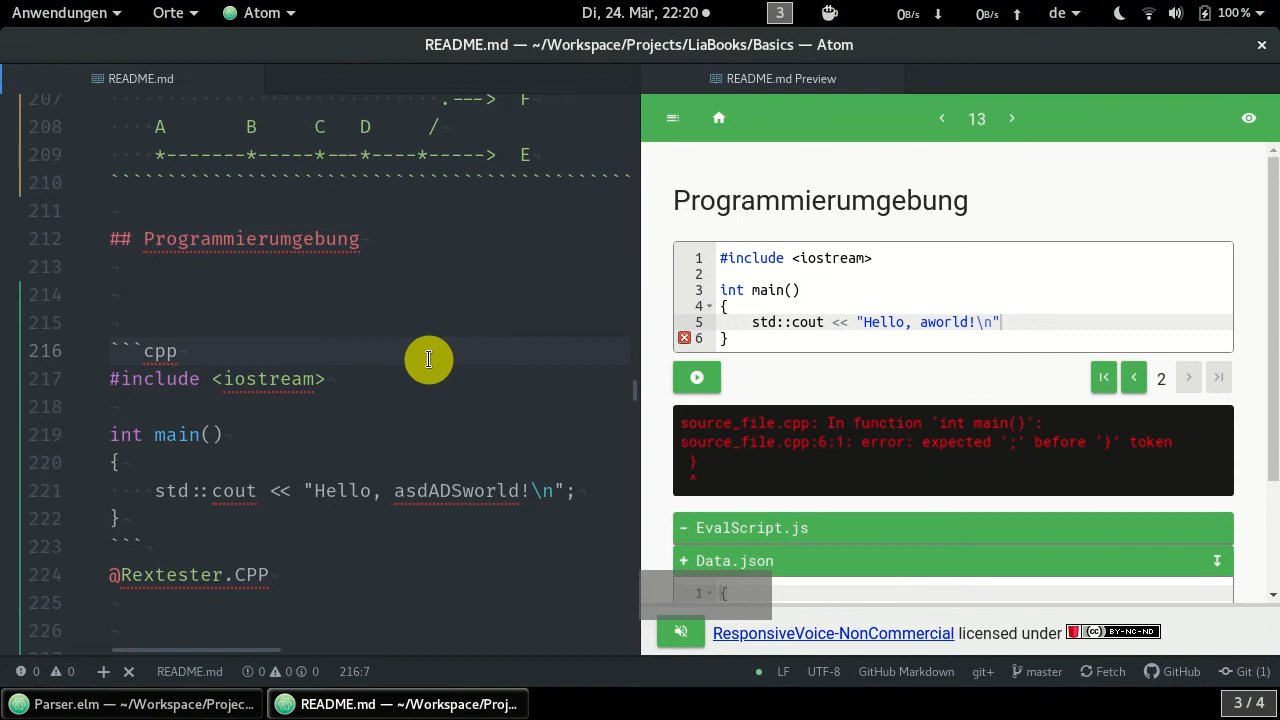 Anwendungen Orte Atom Di, 24. Mär, 22:20 3 0B/s 0B/s de 100 %
README.md — ~/Workspace/Projects/LiaBooks/Basics — Atom ×
README.md
207 ····························.---> F¬
208 ····A B C D /¬
209 ····*-------*-----*---*----*-----> E¬
210 ``````````````````````````````````````````````
211 ¬
212 ## Programmierumgebung¬
213 ¬
214 ¬
215 ¬
216 ```cpp¬
217 #include <iostream>¬
218 ¬
219 int main()¬
220 {¬
221 ····std::cout << "Hello, asdADSworld!\n";¬
222 }¬
223 ```¬
224 @Rextester.CPP¬
225 ¬
226 ¬
README.md Preview
13
Programmierumgebung
1 #include <iostream>
2
3 int main()
4 {
5 std::cout << "Hello, aworld!\n"
6 }
2
source_file.cpp: In function ‘int main()’:
source_file.cpp:6:1: error: expected ‘;’ before ‘}’ token
}
^
- EvalScript.js
+ Data.json
1 {
ResponsiveVoice-NonCommercial licensed under (cc) BY-NC-ND
0 0 + × README.md 0 0 0 216:7 LF UTF-8 GitHub Markdown git+ master Fetch GitHub Git (1)
Parser.elm — ~/Workspace/Projec... README.md — ~/Workspace/Proj... 3 / 4